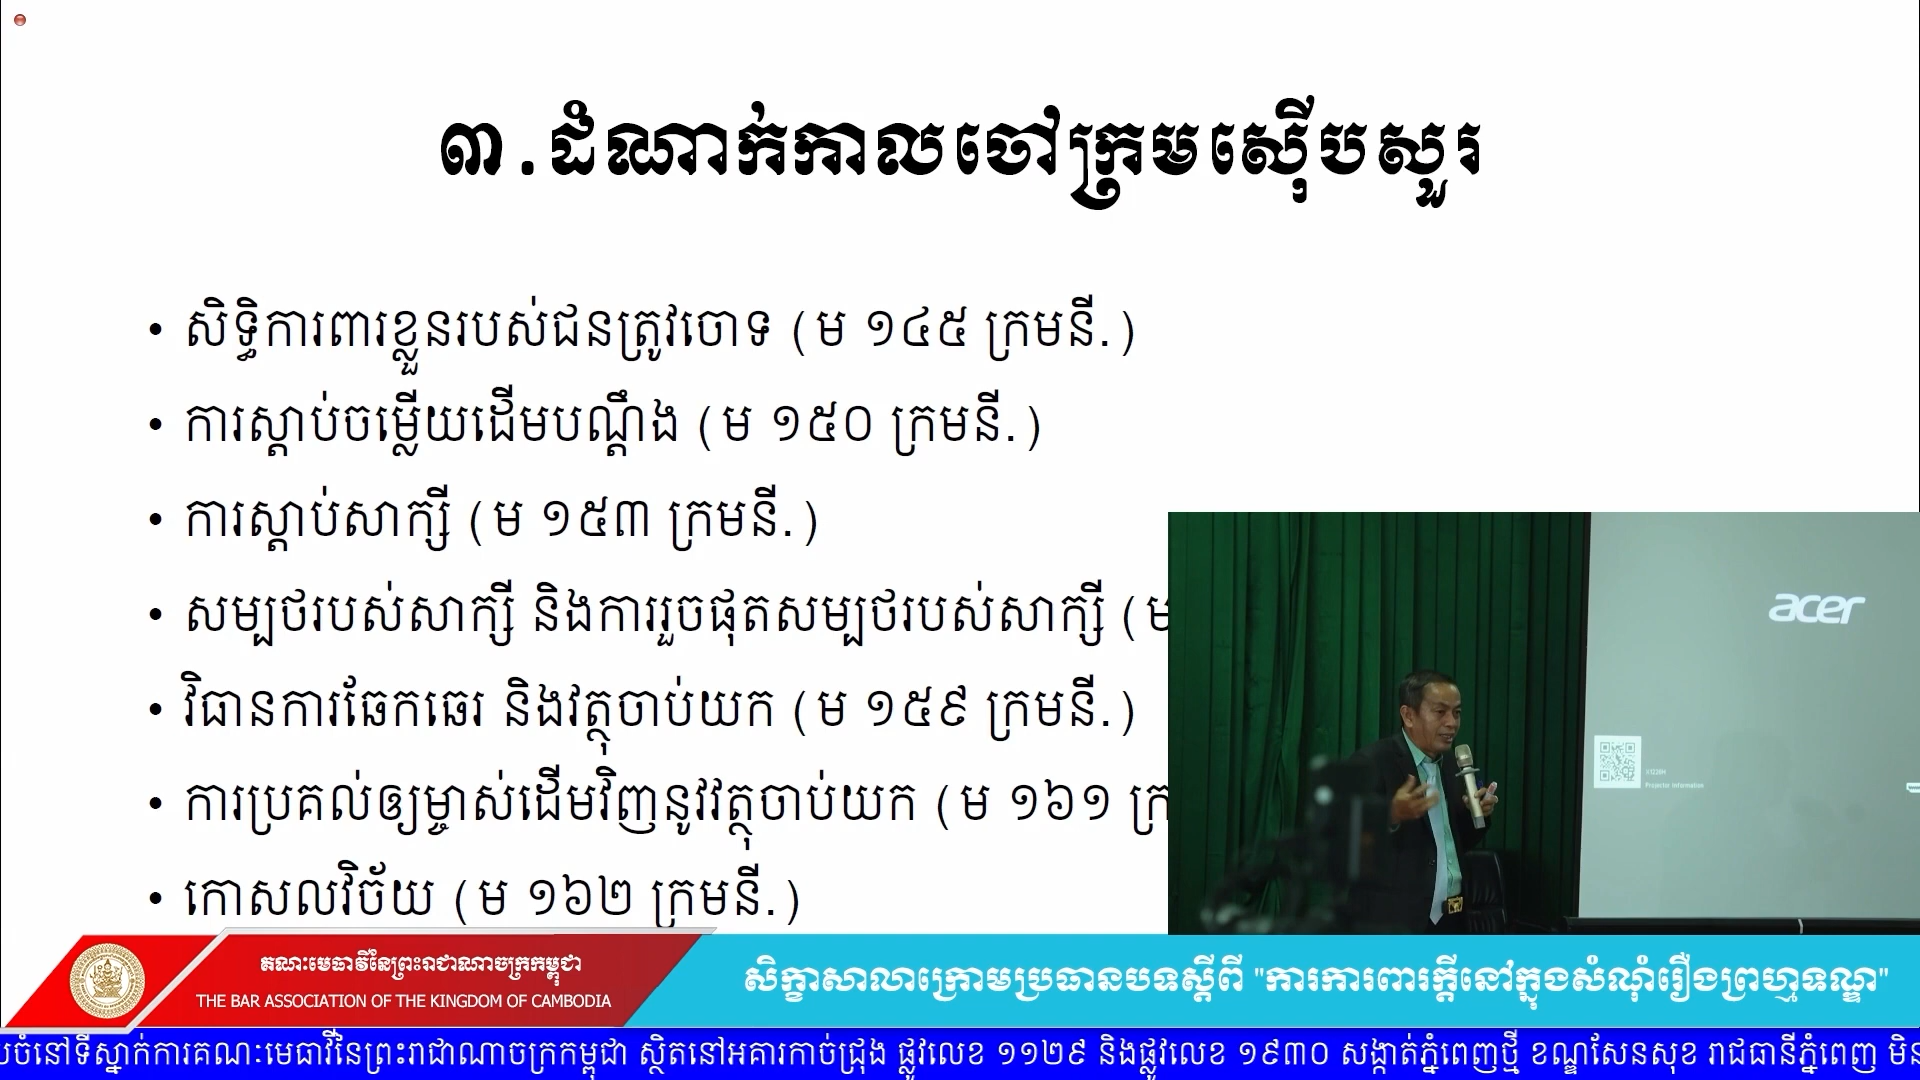 ៣.ដំណាក់កាលចៅក្រមស៊ើបសួរ
• សិទ្ធិការពារខ្លួនរបស់ជនត្រូវចោទ (ម ១៤៥ ក្រមនី.)
• ការស្តាប់ចម្លើយដើមបណ្តឹង (ម ១៥០ ក្រមនី.)
• ការស្តាប់សាក្សី (ម ១៥៣ ក្រមនី.)
• សម្បថរបស់សាក្សី និងការរួចផុតសម្បថរបស់សាក្សី (ម
• វិធានការឆែកឆេរ និងវត្ថុចាប់យក (ម ១៥៩ ក្រមនី.)
• ការប្រគល់ឲ្យម្ចាស់ដើមវិញនូវវត្ថុចាប់យក (ម ១៦១ ក្រ
• កោសលវិច័យ (ម ១៦២ ក្រមនី.)
acer
Projector Information
គណៈមេធាវីនៃព្រះរាជាណាចក្រកម្ពុជា
THE BAR ASSOCIATION OF THE KINGDOM OF CAMBODIA
សិក្ខាសាលាក្រោមប្រធានបទស្តីពី "ការការពារក្តីនៅក្នុងសំណុំរឿងព្រហ្មទណ្ឌ"
ចំនៅទីស្នាក់ការគណៈមេធាវីនៃព្រះរាជាណាចក្រកម្ពុជា ស្ថិតនៅអគារកាច់ជ្រុង ផ្លូវលេខ ១១២៩ និងផ្លូវលេខ ១៩៣០ សង្កាត់ភ្នំពេញថ្មី ខណ្ឌសែនសុខ រាជធានីភ្នំពេញ មិន